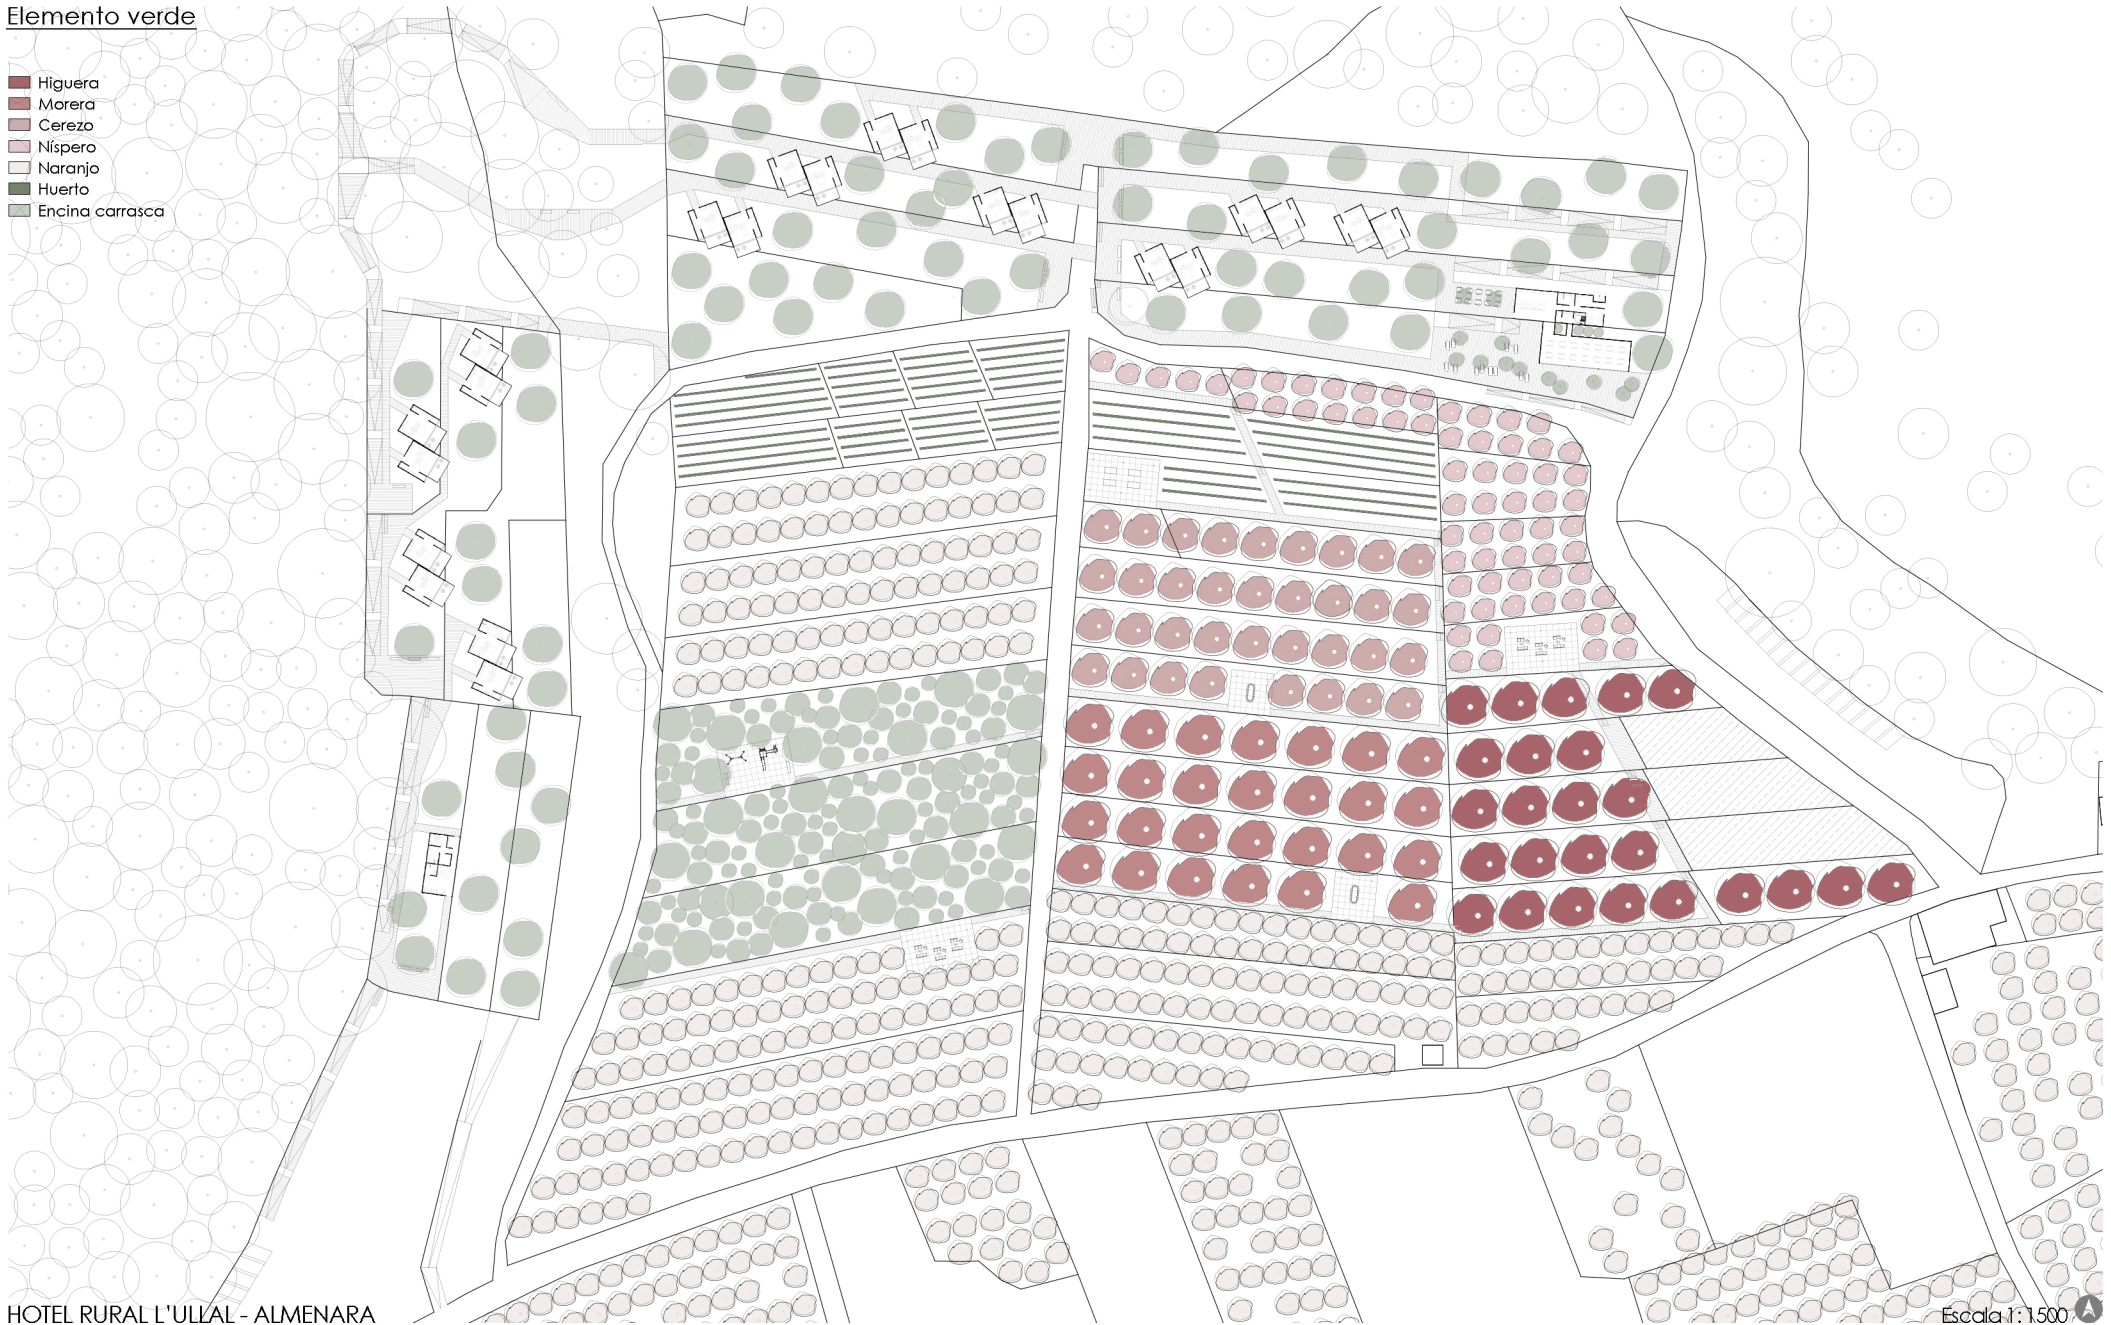 Elemento verde
Higuera
Morera
Cerezo
Níspero
Naranjo
Huerto
Encina carrasca
HOTEL RURAL L'ULLAL - ALMENARA
Escala 1:1500